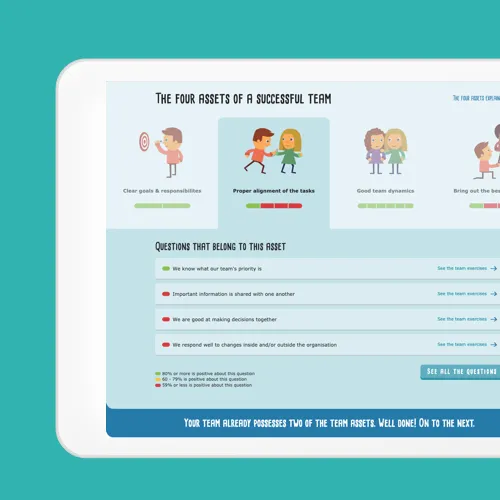 The four assets of a successful team
The four assets
Clear goals & responsibilites
Proper alignment of the tasks
Good team dynamics
Bring out the
Questions that belong to this asset
We know what our team's priority is
See the team exercises
Important information is shared with one another
See the team exercises
We are good at making decisions together
See the team exercises
We respond well to changes inside and/or outside the organisation
See the team exercises
80% or more is positive about this question
60 - 79% is positive about this question
59% or less is positive about this question
See all the questions
Your team already possesses two of the team assets. Well done! On to the next.